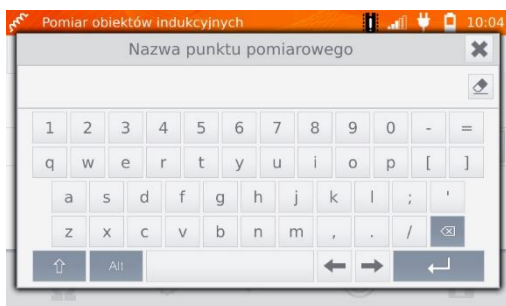 Pomiar obiektów indukcyjnych 10:04
Nazwa punktu pomiarowego
1 2 3 4 5 6 7 8 9 0 - =
q w e r t y u i o p [ ]
a s d f g h j k l ; '
z x c v b n m , . /
Alt